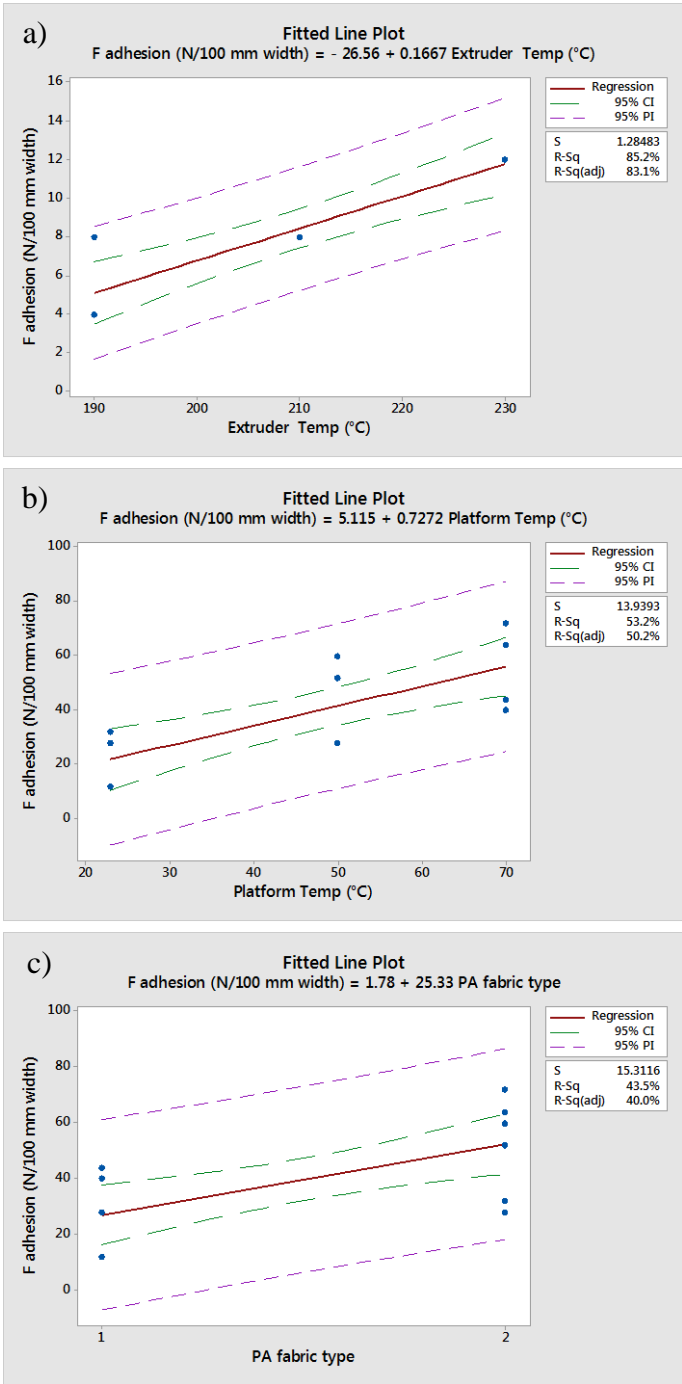 a)
Fitted Line Plot
F adhesion (N/100 mm width) = - 26.56 + 0.1667 Extruder Temp (°C)
F adhesion (N/100 mm width)
16
14
12
10
8
6
4
2
0
190 200 210 220 230
Extruder Temp (°C)
Regression
95% CI
95% PI
S 1.28483
R-Sq 85.2%
R-Sq(adj) 83.1%
b)
Fitted Line Plot
F adhesion (N/100 mm width) = 5.115 + 0.7272 Platform Temp (°C)
F adhesion (N/100 mm width)
100
80
60
40
20
0
20 30 40 50 60 70
Platform Temp (°C)
Regression
95% CI
95% PI
S 13.9393
R-Sq 53.2%
R-Sq(adj) 50.2%
c)
Fitted Line Plot
F adhesion (N/100 mm width) = 1.78 + 25.33 PA fabric type
F adhesion (N/100 mm width)
100
80
60
40
20
0
1 2
PA fabric type
Regression
95% CI
95% PI
S 15.3116
R-Sq 43.5%
R-Sq(adj) 40.0%